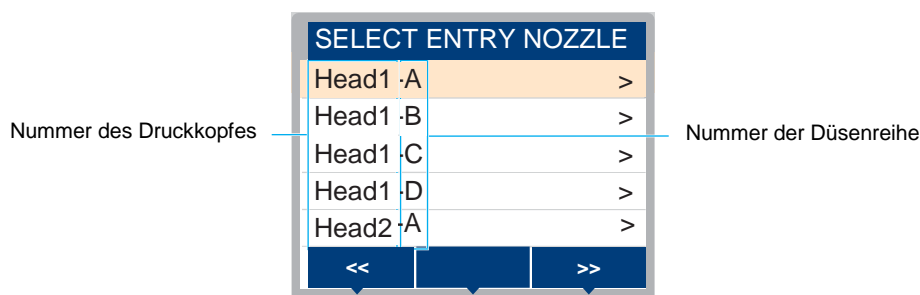 SELECT ENTRY NOZZLE
Head1 -A >
Head1 -B >
Nummer des Druckkopfes
Nummer der Düsenreihe
Head1 -C >
Head1 -D >
Head2 -A >
<< >>